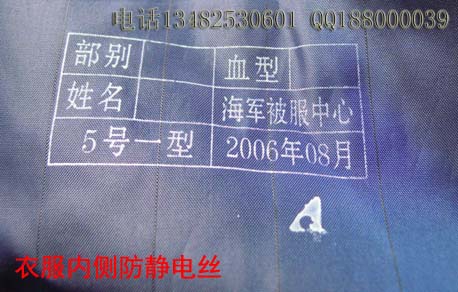 电话13482530601 QQ188000039
部别 血型
姓名 海军被服中心
5号一型 2006年08月
衣服内侧防静电丝